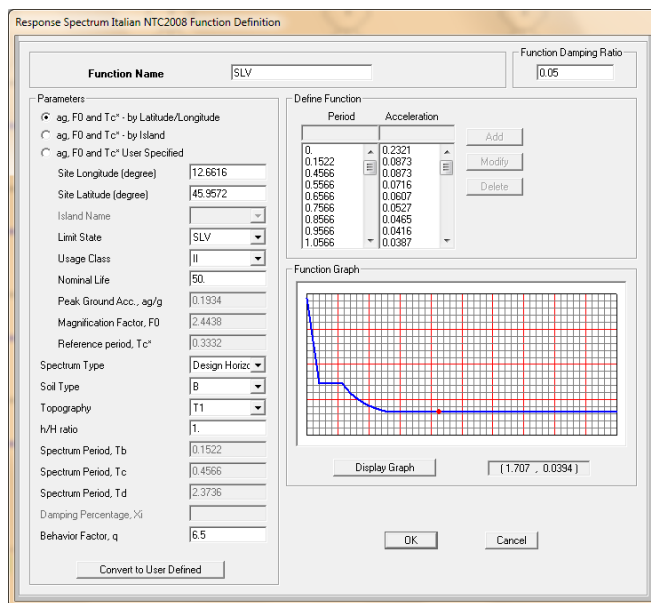 Response Spectrum Italian NTC2008 Function Definition
Function Name
SLV
Function Damping Ratio
0.05
Parameters
ag, F0 and Tc* - by Latitude/Longitude
ag, F0 and Tc* - by Island
ag, F0 and Tc* User Specified
Site Longitude (degree) 12.6616
Site Latitude (degree) 45.9572
Island Name
Limit State SLV
Usage Class II
Nominal Life 50.
Peak Ground Acc., ag/g 0.1934
Magnification Factor, F0 2.4438
Reference period, Tc* 0.3332
Spectrum Type Design Horizc
Soil Type B
Topography T1
h/H ratio 1.
Spectrum Period, Tb 0.1522
Spectrum Period, Tc 0.4566
Spectrum Period, Td 2.3736
Damping Percentage, Xi
Behavior Factor, q 6.5
Convert to User Defined
Define Function
Period Acceleration
0. 0.2321
0.1522 0.0873
0.4566 0.0873
0.5566 0.0716
0.6566 0.0607
0.7566 0.0527
0.8566 0.0465
0.9566 0.0416
1.0566 0.0387
Add
Modify
Delete
Function Graph
Display Graph
(1.707 , 0.0394)
OK
Cancel